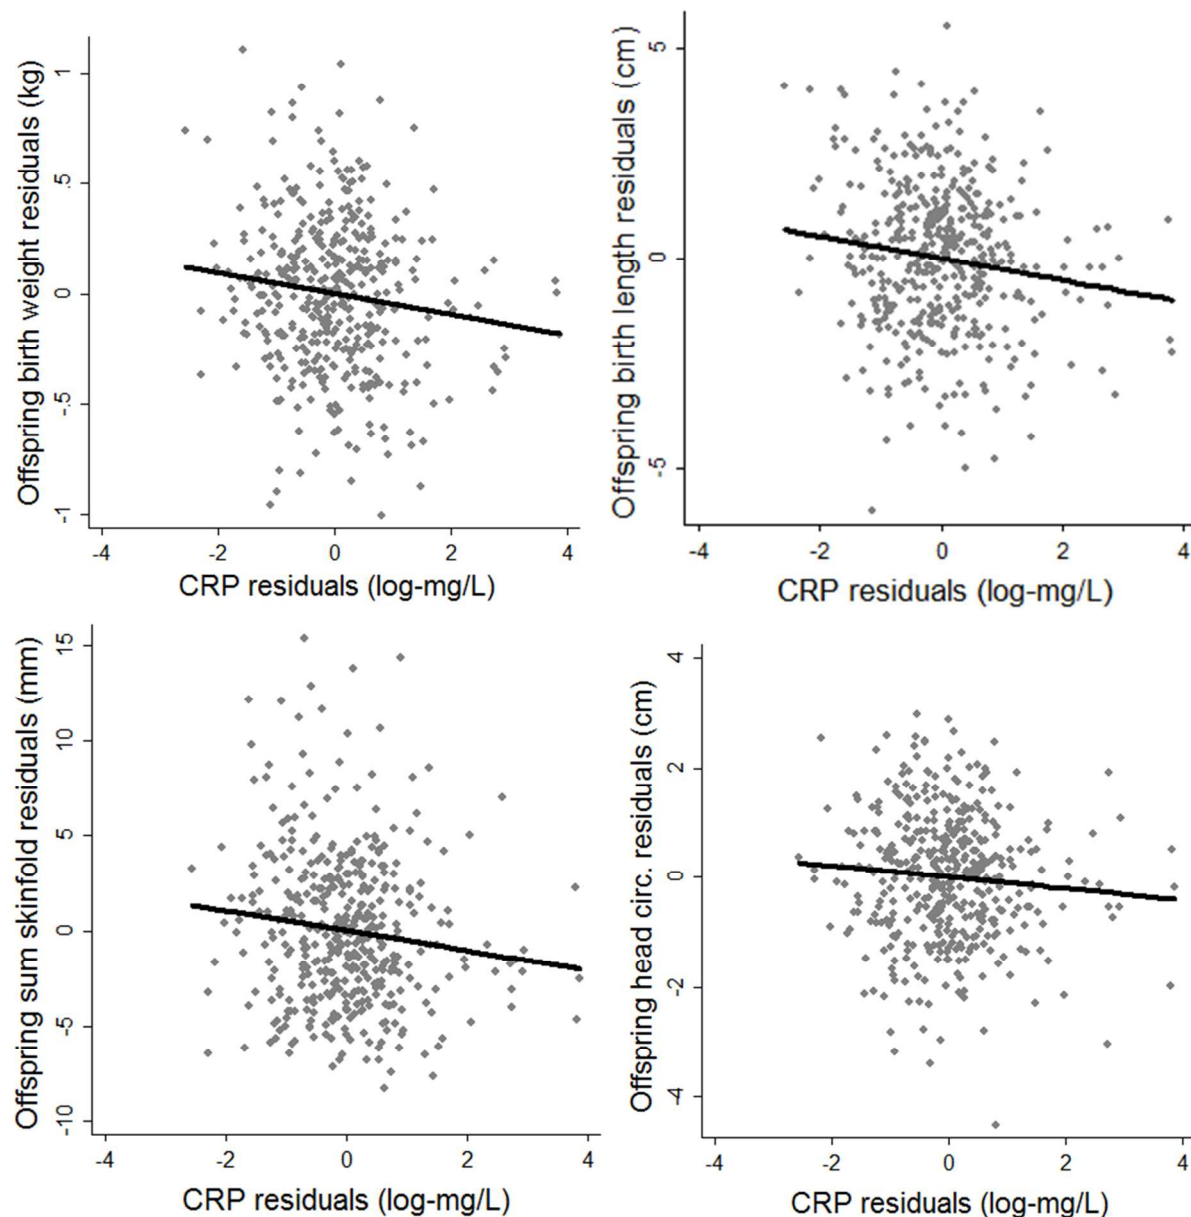 Offspring birth weight residuals (kg)
1
.5
0
-.5
-1
-4 -2 0 2 4
CRP residuals (log-mg/L)
Offspring birth length residuals (cm)
5
0
-5
-4 -2 0 2 4
CRP residuals (log-mg/L)
Offspring sum skinfold residuals (mm)
15
10
5
0
-5
-10
-4 -2 0 2 4
CRP residuals (log-mg/L)
Offspring head circ. residuals (cm)
4
2
0
-2
-4
-4 -2 0 2 4
CRP residuals (log-mg/L)